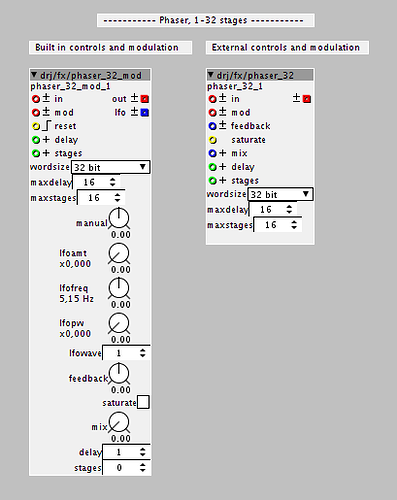 ----------- Phaser, 1-32 stages -----------
Built in controls and modulation
drj/fx/phaser_32_mod
phaser_32_mod_1
in out
mod lfo
reset
delay
stages
wordsize 32 bit
maxdelay 16
maxstages 16
manual
0.00
lfoamt
x0,000
0.00
lfofreq
5,15 Hz
0.00
lfopw
x0,000
0.00
lfowave 1
feedback
0.00
saturate
mix
0.00
delay 1
stages 0
External controls and modulation
drj/fx/phaser_32
phaser_32_1
in
mod
feedback
saturate
mix
delay
stages
wordsize 32 bit
maxdelay 16
maxstages 16